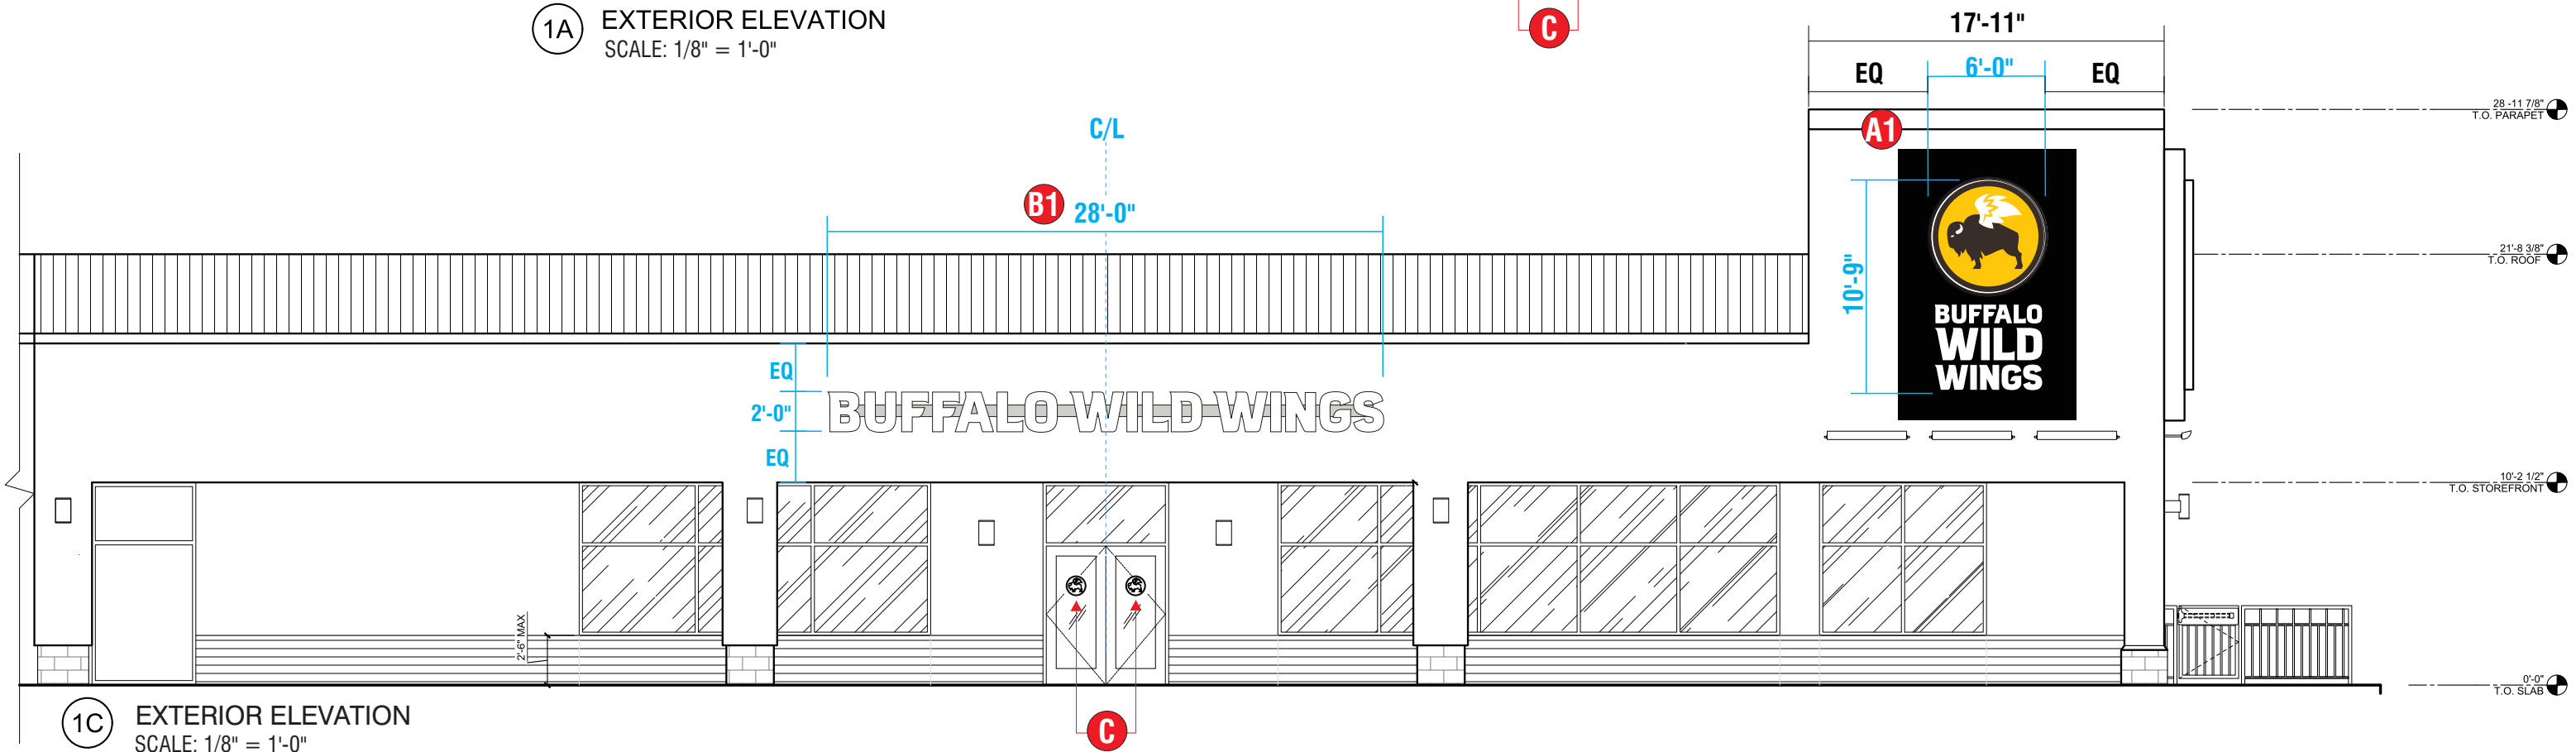 1A EXTERIOR ELEVATION
SCALE: 1/8" = 1'-0"
C
17'-11"
EQ 6'-0" EQ
28 -11 7/8"
T.O. PARAPET
A1
C/L
B1 28'-0"
21'-8 3/8"
T.O. ROOF
10'-9"
BUFFALO
WILD
WINGS
EQ
2'-0"
BUFFALO WILD WINGS
EQ
10'-2 1/2"
T.O. STOREFRONT
2'-6" MAX
0'-0"
T.O. SLAB
1C EXTERIOR ELEVATION
SCALE: 1/8" = 1'-0"
C